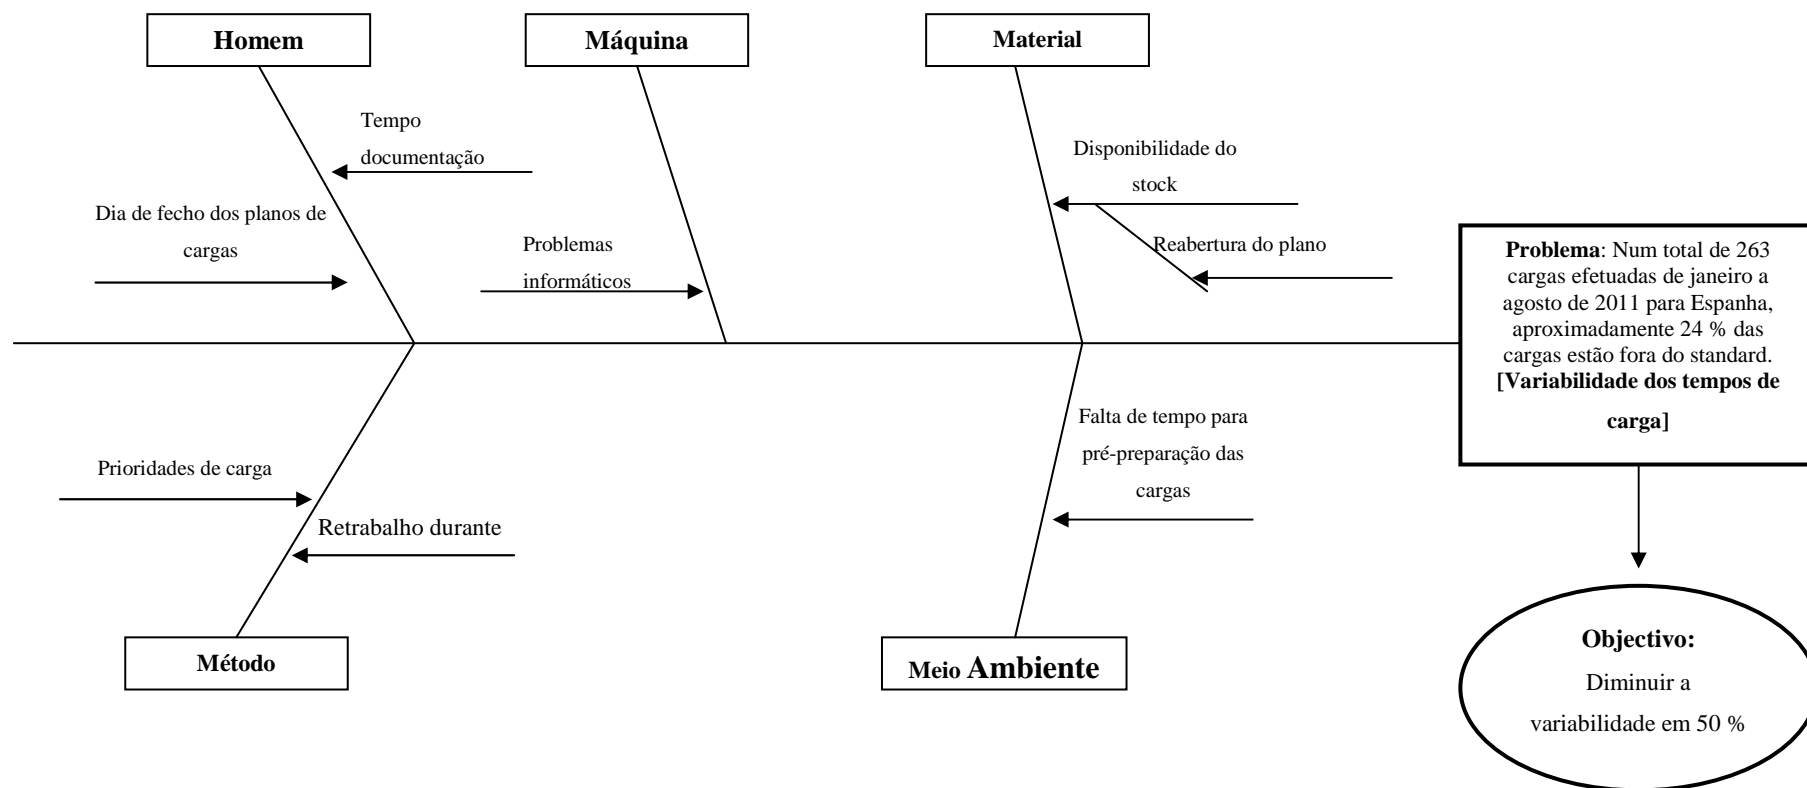 Homem
Máquina
Material
Tempo
documentação
Disponibilidade do
stock
Dia de fecho dos planos de
cargas
Problemas
informáticos
Reabertura do plano
Problema: Num total de 263
cargas efetuadas de janeiro a
agosto de 2011 para Espanha,
aproximadamente 24 % das
cargas estão fora do standard.
[Variabilidade dos tempos de
carga]
Prioridades de carga
Retrabalho durante
Falta de tempo para
pré-preparação das
cargas
Método
Meio Ambiente
Objectivo:
Diminuir a
variabilidade em 50 %